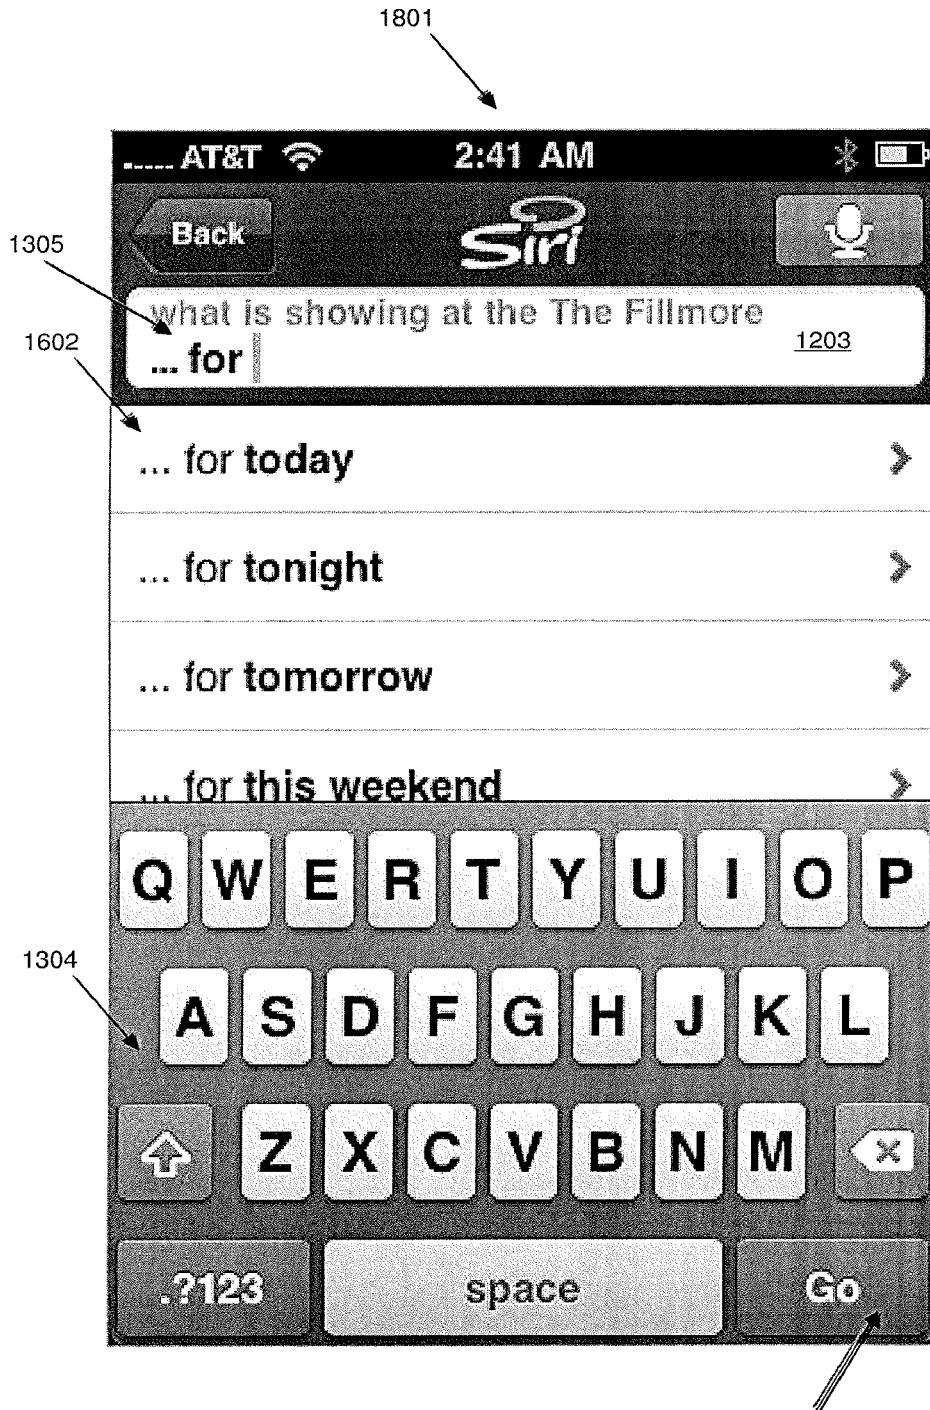 1801
..... AT&T 2:41 AM
Back Siri
1305
what is showing at the The Fillmore
1602
... for
1203
... for today
... for tonight
... for tomorrow
... for this weekend
Q W E R T Y U I O P
1304
A S D F G H J K L
Z X C V B N M
.?123 space Go